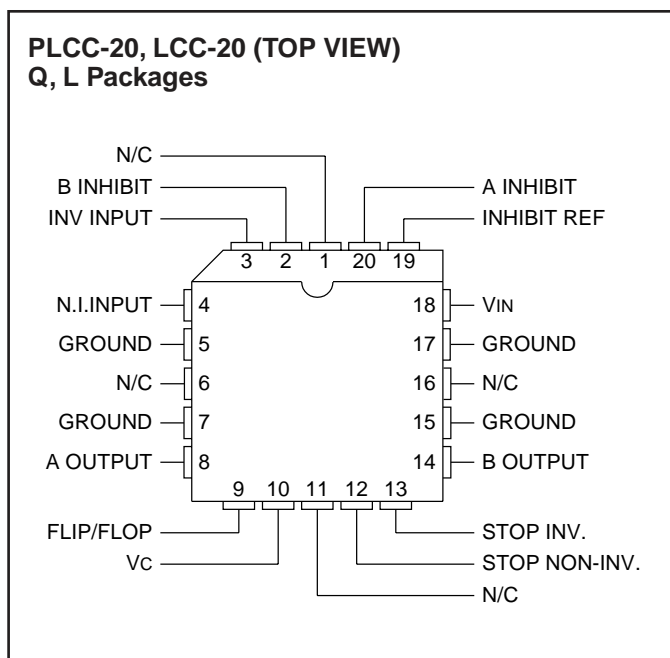 PLCC-20, LCC-20 (TOP VIEW)
Q, L Packages
N/C
B INHIBIT
A INHIBIT
INV INPUT
INHIBIT REF
3 2 1 20 19
N.I.INPUT 4 18 VIN
GROUND 5 17 GROUND
N/C 6 16 N/C
GROUND 7 15 GROUND
A OUTPUT 8 14 B OUTPUT
9 10 11 12 13
FLIP/FLOP
STOP INV.
VC
STOP NON-INV.
N/C